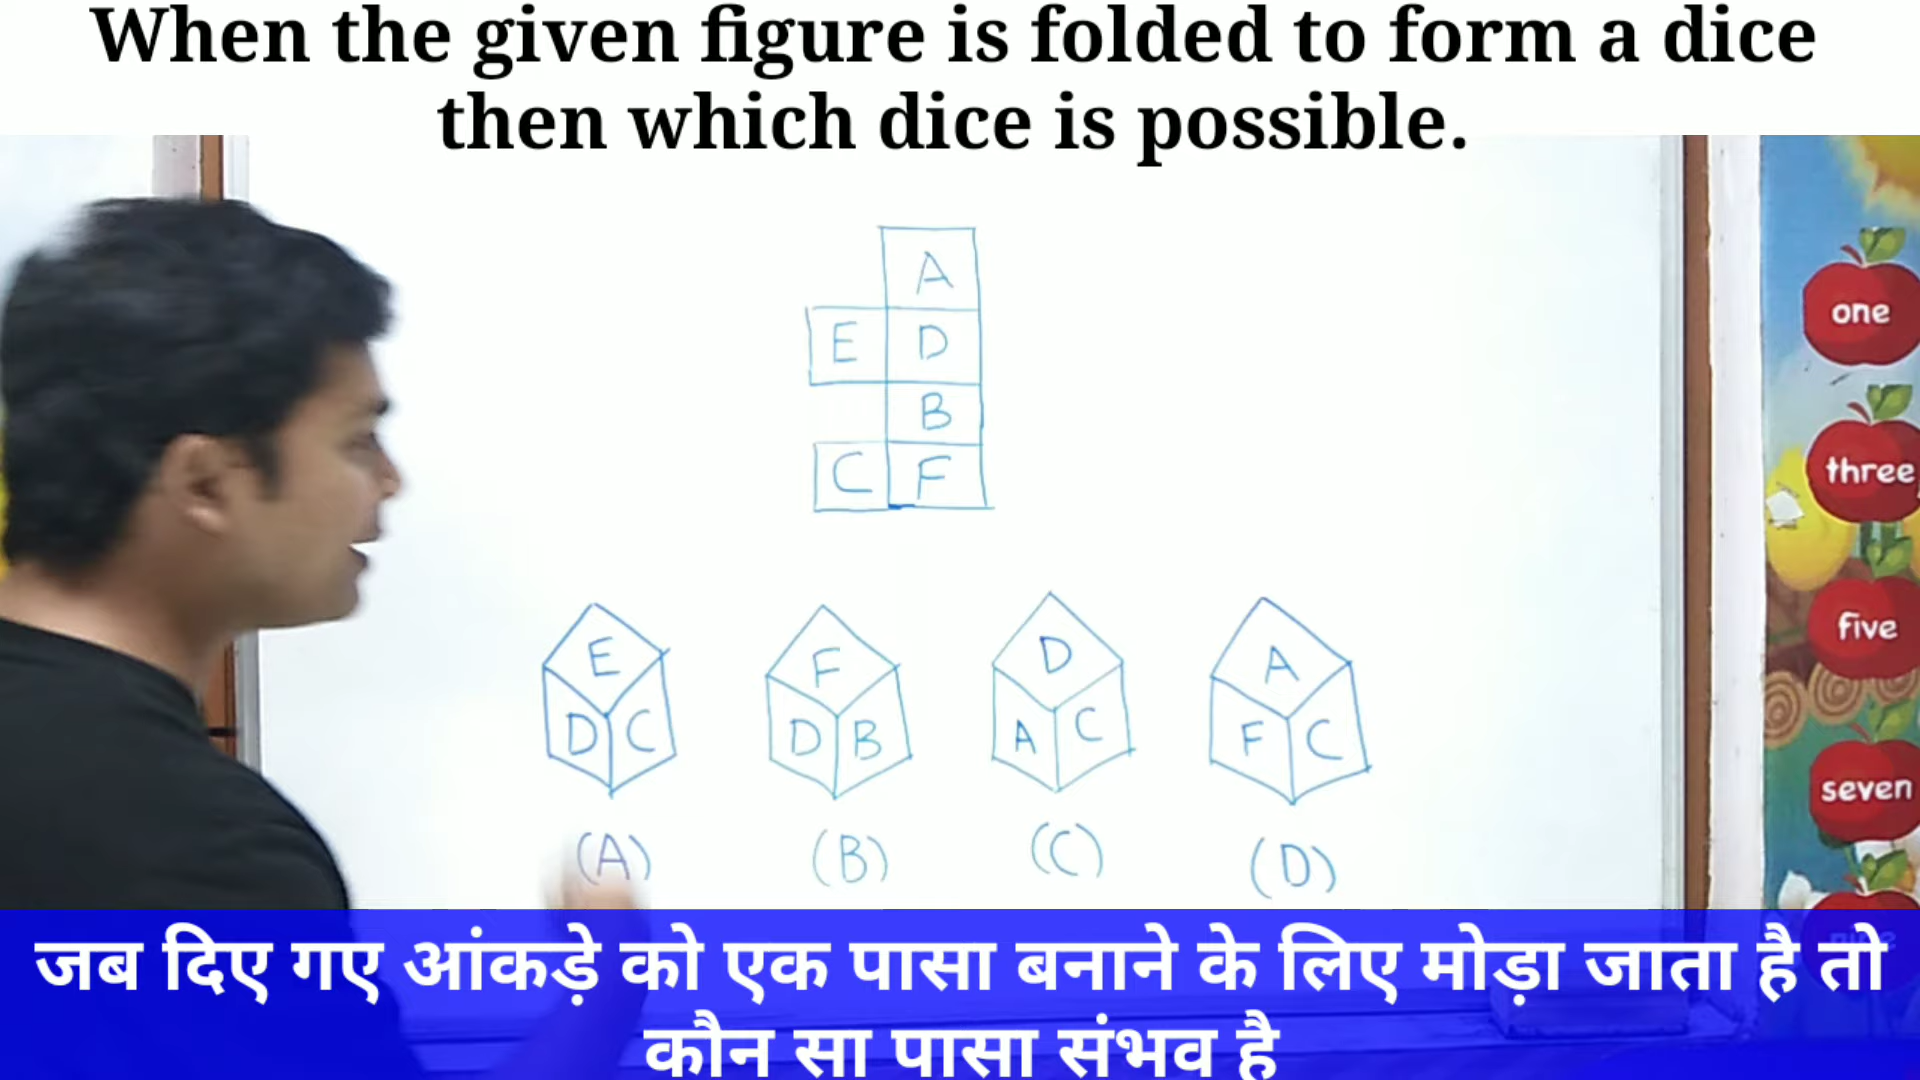 When the given figure is folded to form a dice
then which dice is possible.
A
E D
B
C F
E
D C
F
D B
D
A C
A
F C
(A) (B) (C) (D)
one
three
five
seven
जब दिए गए आंकड़े को एक पासा बनाने के लिए मोड़ा जाता है तो
कौन सा पासा संभव है